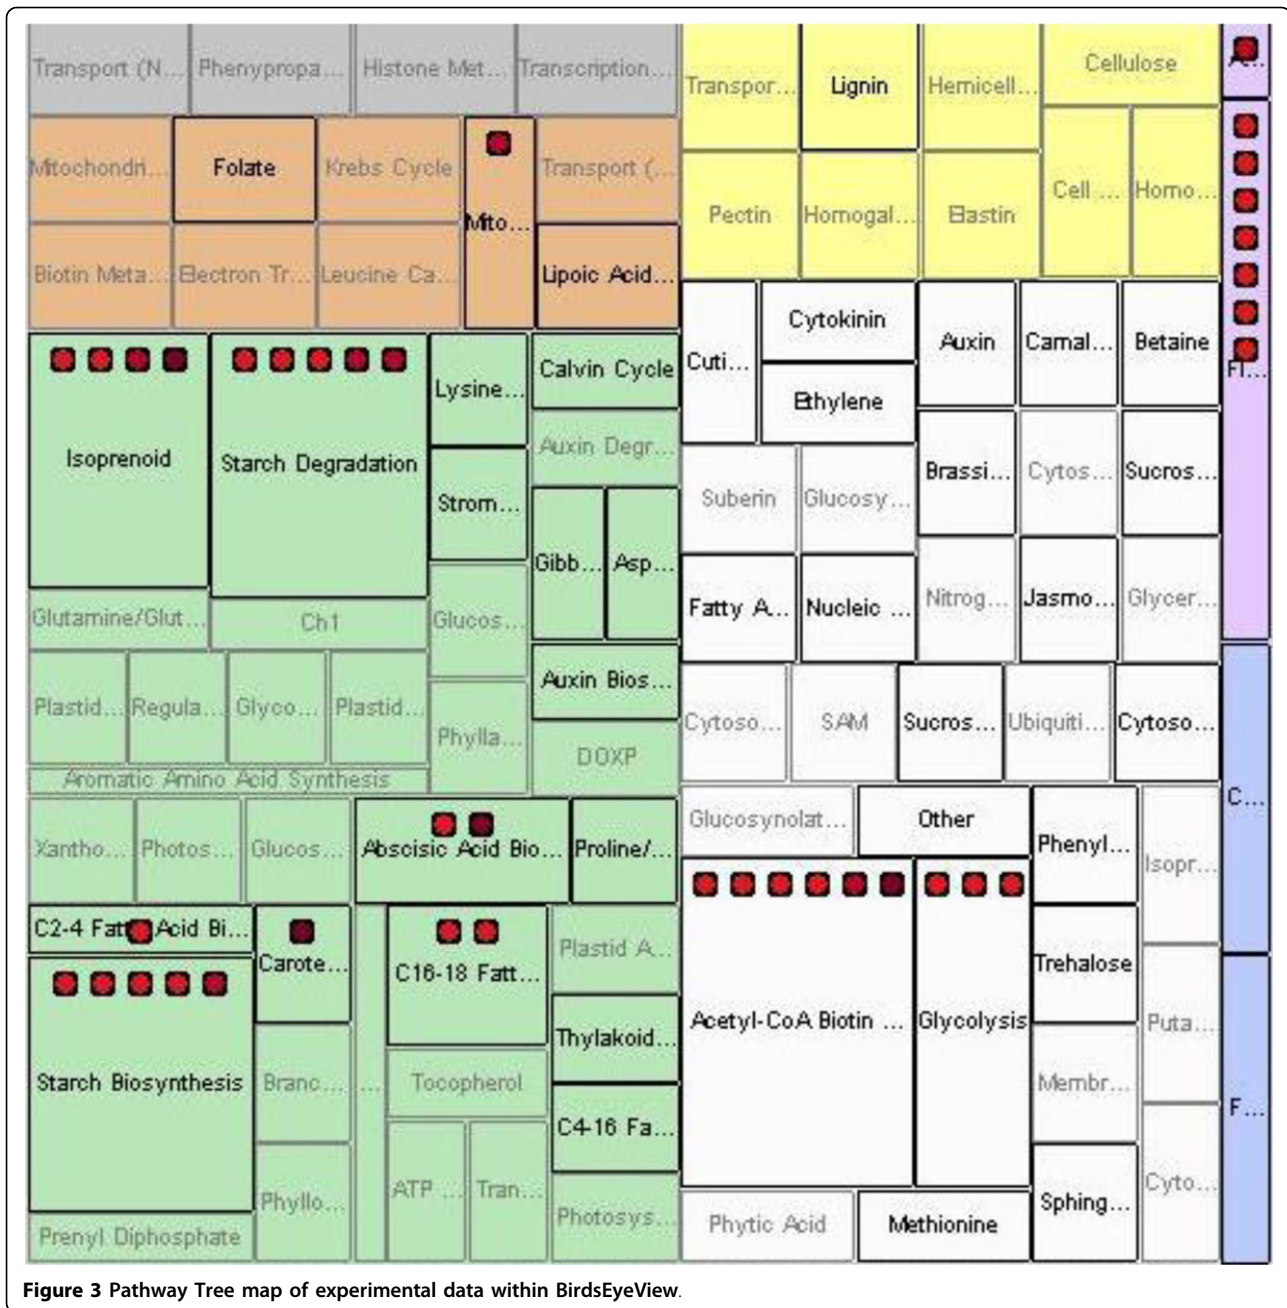 Transport (N...
Phenypropa...
Histone Met...
Transcription...
Mitochondri...
Folate
Krebs Cycle
Mito...
Transport (...
Biotin Meta...
Electron Tr...
Leucine Ca...
Lipoic Acid...
Isoprenoid
Starch Degradation
Lysine...
Calvin Cycle
Auxin Degr...
Strom...
Gibb...
Asp...
Glutamine/Glut...
Ch1
Glucos...
Plastid...
Regula...
Glyco...
Plastid...
Auxin Bios...
Phylla...
DOXP
Aromatic Amino Acid Synthesis
Xantho...
Photos...
Glucos...
Abscisic Acid Bio...
Proline/...
C2-4 Fatt Acid Bi...
Carote...
C16-18 Fatt...
Plastid A...
Starch Biosynthesis
Thylakoid...
Branc...
...
Tocopherol
C4-16 Fa...
Phyllo...
ATP ...
Tran...
Photosys...
Prenyl Diphosphate
Transpor...
Lignin
Hemicell...
Cellulose
Pectin
Homogal...
Elastin
Cell ...
Homo...
Cuti...
Cytokinin
Ethylene
Auxin
Camal...
Betaine
Suberin
Glucosy...
Brassi...
Cytos...
Sucros...
Fatty A...
Nucleic ...
Nitrog...
Jasmo...
Glycer...
Cytoso...
SAM
Sucros...
Ubiquiti...
Cytoso...
Glucosynolat...
Other
Phenyl...
Isopr...
Acetyl-CoA Biotin ...
Glycolysis
Trehalose
Puta...
Membr...
Phytic Acid
Methionine
Sphing...
Cyto...
A...
Fl...
C...
F...
Figure 3 Pathway Tree map of experimental data within BirdsEyeView.